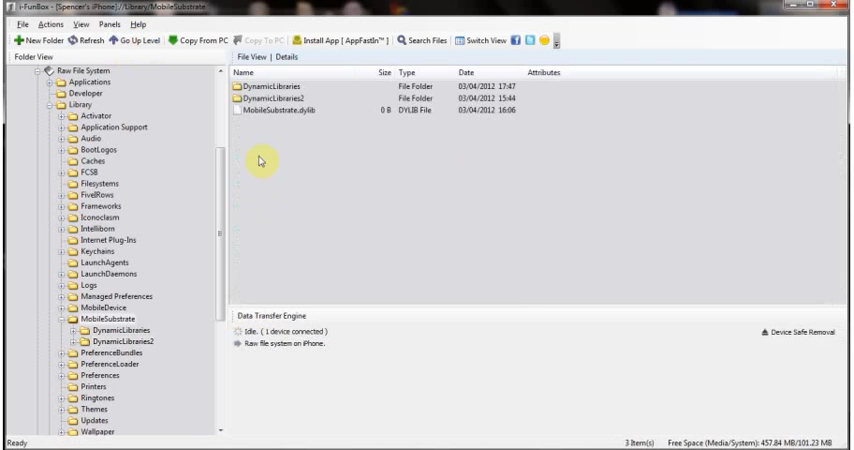 i-FunBox - [Spencer's iPhone]://Library/MobileSubstrate
File Actions View Panels Help
New Folder Refresh Go Up Level Copy From PC Copy To PC Install App [ AppFastIn™ ] Search Files Switch View
Folder View
File View | Details
Name Size Type Date Attributes
DynamicLibraries File Folder 03/04/2012 17:47
DynamicLibraries2 File Folder 03/04/2012 15:44
MobileSubstrate.dylib 0 B DYLIB File 03/04/2012 16:06
Raw File System
Applications
Developer
Library
Activator
Application Support
Audio
BootLogos
Caches
FCSB
Filesystems
FivelRows
Frameworks
Iconoclasm
Intelliborn
Internet Plug-Ins
Keychains
LaunchAgents
LaunchDaemons
Logs
Managed Preferences
MobileDevice
MobileSubstrate
DynamicLibraries
DynamicLibraries2
PreferenceBundles
PreferenceLoader
Preferences
Printers
Ringtones
Themes
Updates
Wallpaper
Data Transfer Engine
Idle. ( 1 device connected )
Device Safe Removal
Raw file system on iPhone.
Ready
3 Item(s)
Free Space (Media/System): 457.84 MB/101.23 MB